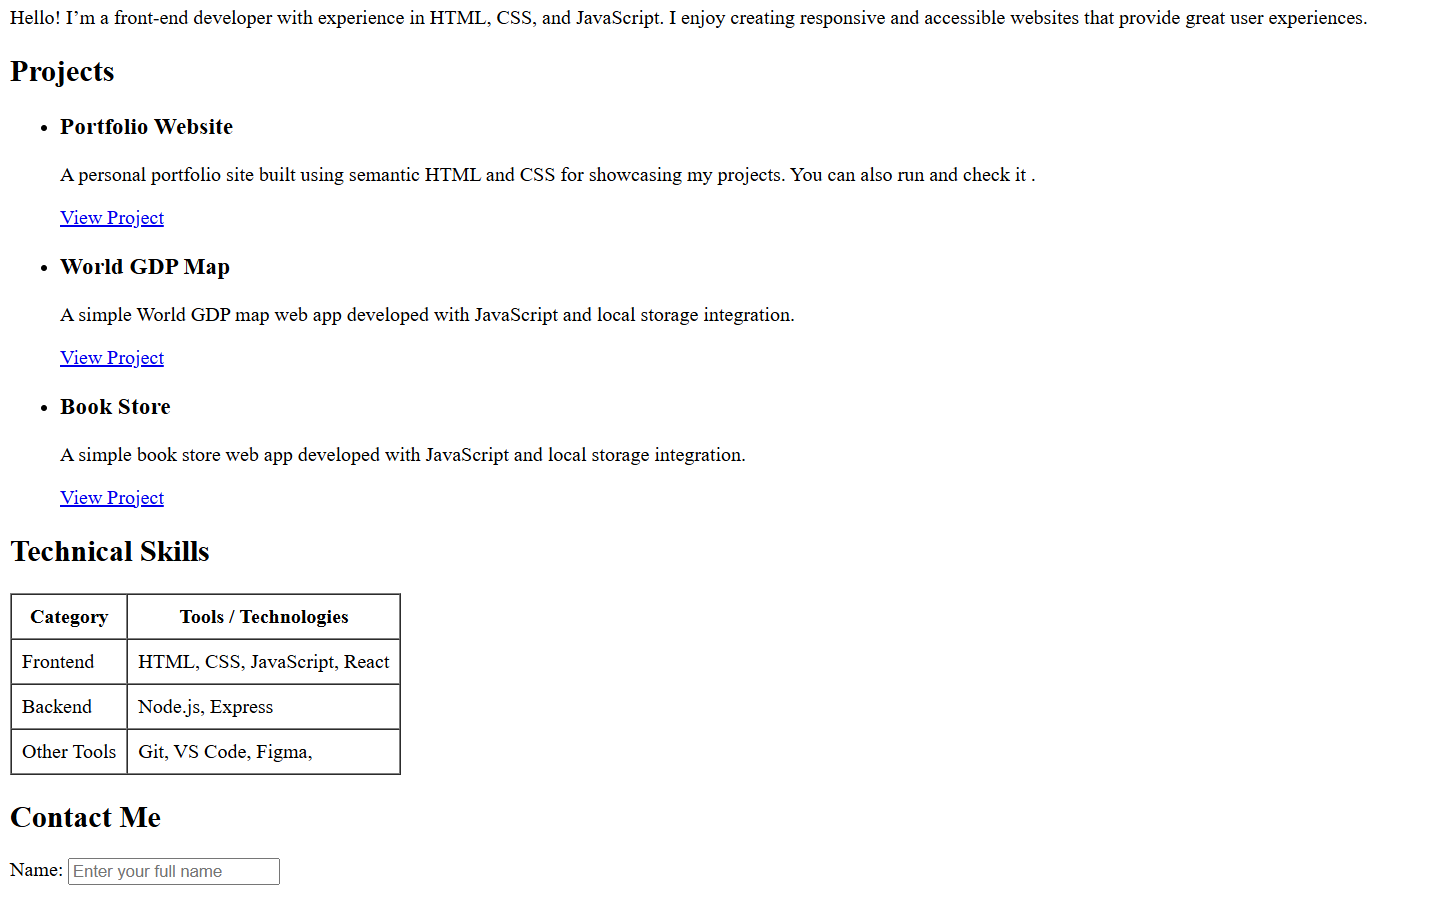 Hello! I’m a front-end developer with experience in HTML, CSS, and JavaScript. I enjoy creating responsive and accessible websites that provide great user experiences.
Projects
Portfolio Website
A personal portfolio site built using semantic HTML and CSS for showcasing my projects. You can also run and check it .
View Project
World GDP Map
A simple World GDP map web app developed with JavaScript and local storage integration.
View Project
Book Store
A simple book store web app developed with JavaScript and local storage integration.
View Project
Technical Skills
Category Tools / Technologies
Frontend HTML, CSS, JavaScript, React
Backend Node.js, Express
Other Tools Git, VS Code, Figma,
Contact Me
Name: Enter your full name